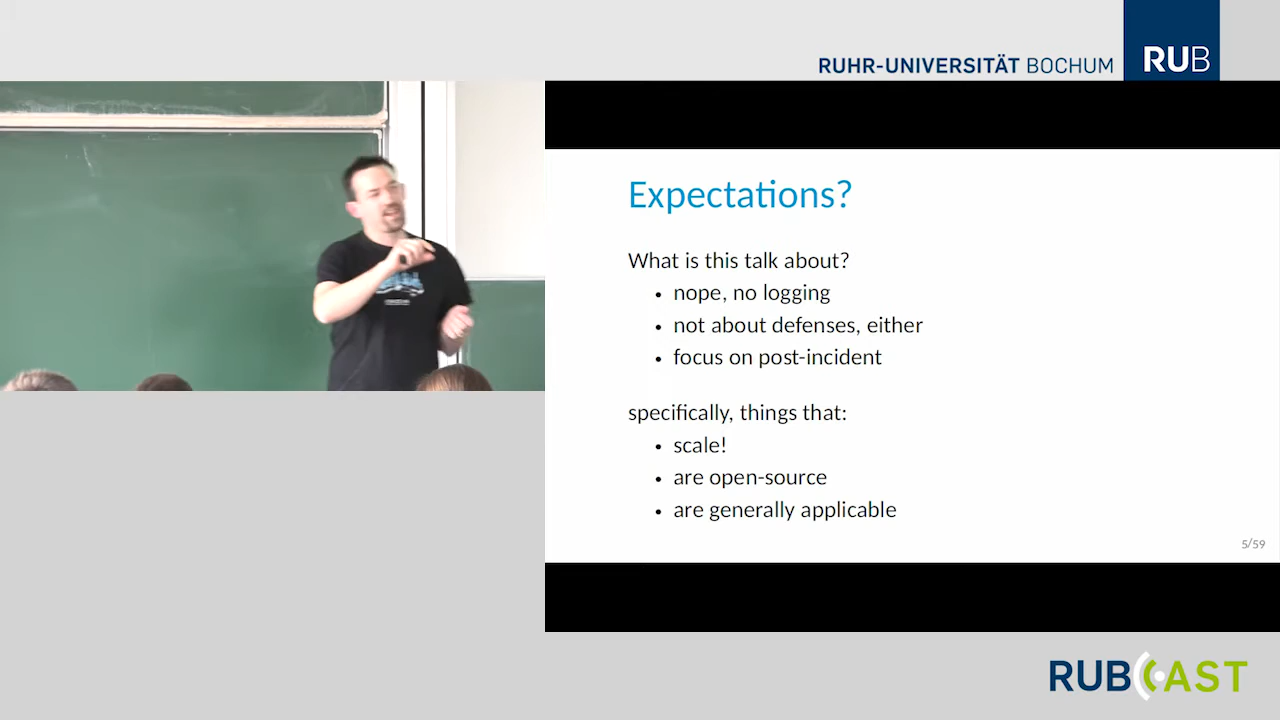 RUHR-UNIVERSITÄT BOCHUM
RUB
Expectations?
What is this talk about?
• nope, no logging
• not about defenses, either
• focus on post-incident
specifically, things that:
• scale!
• are open-source
• are generally applicable
5/59
RUBCAST